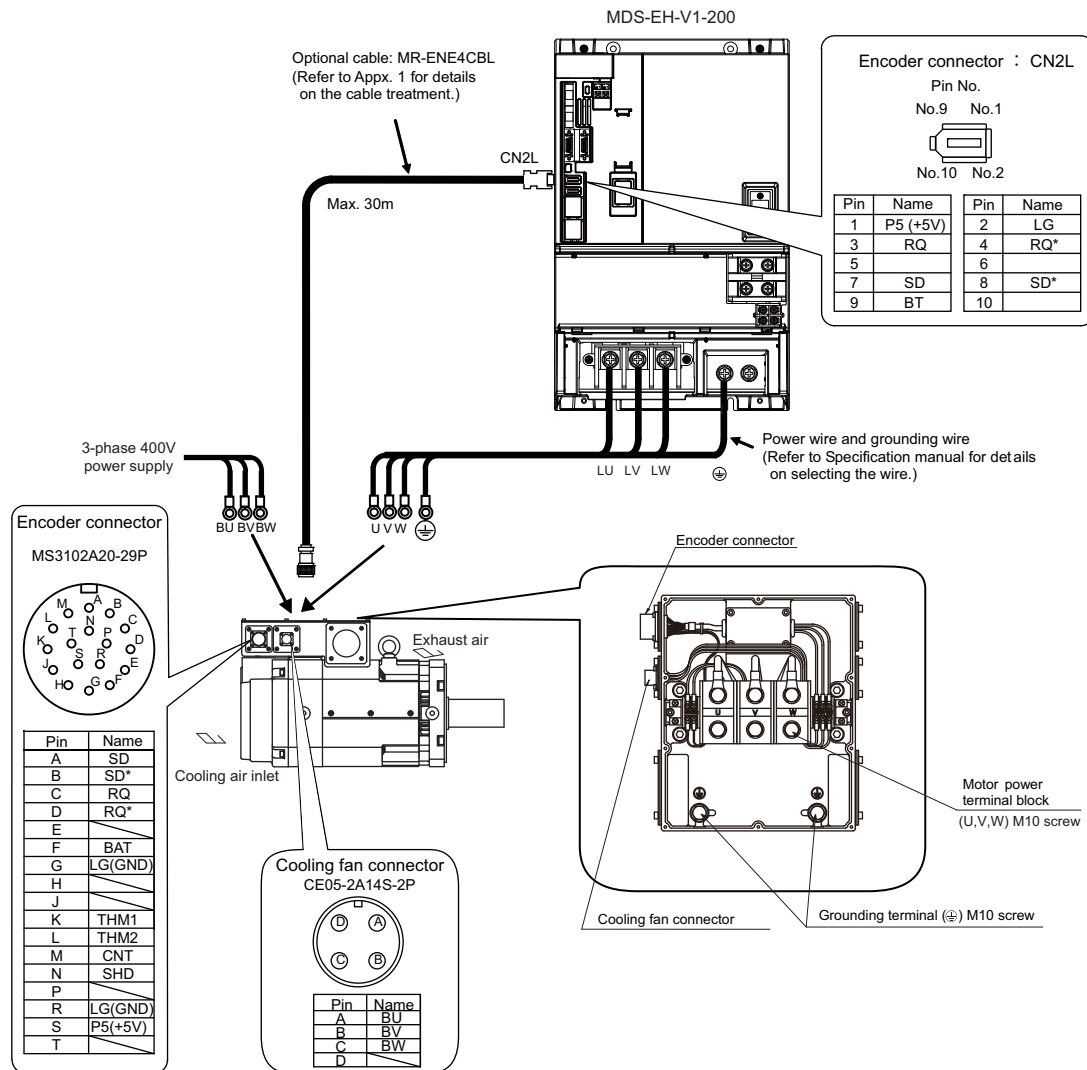 MDS-EH-V1-200
Optional cable: MR-ENE4CBL
(Refer to Appx. 1 for details
on the cable treatment.)
CN2L
Max. 30m
Encoder connector : CN2L
Pin No.
No.9 No.1
No.10 No.2
Pin Name Pin Name
1 P5 (+5V) 2 LG
3 RQ 4 RQ*
5 6
7 SD 8 SD*
9 BT 10
3-phase 400V
power supply
BU BV BW
U V W
LU LV LW
Power wire and grounding wire
(Refer to Specification manual for details
on selecting the wire.)
Encoder connector
MS3102A20-29P
M A B
L N C
K T P D
J S R E
H G F
Pin Name
A SD
B SD*
C RQ
D RQ*
E
F BAT
G LG(GND)
H
J
K THM1
L THM2
M CNT
N SHD
P
R LG(GND)
S P5(+5V)
T
Exhaust air
Cooling air inlet
Cooling fan connector
CE05-2A14S-2P
D A
C B
Pin Name
A BU
B BV
C BW
D
Encoder connector
U V W
Motor power
terminal block
(U,V,W) M10 screw
Cooling fan connector
Grounding terminal (⏚) M10 screw